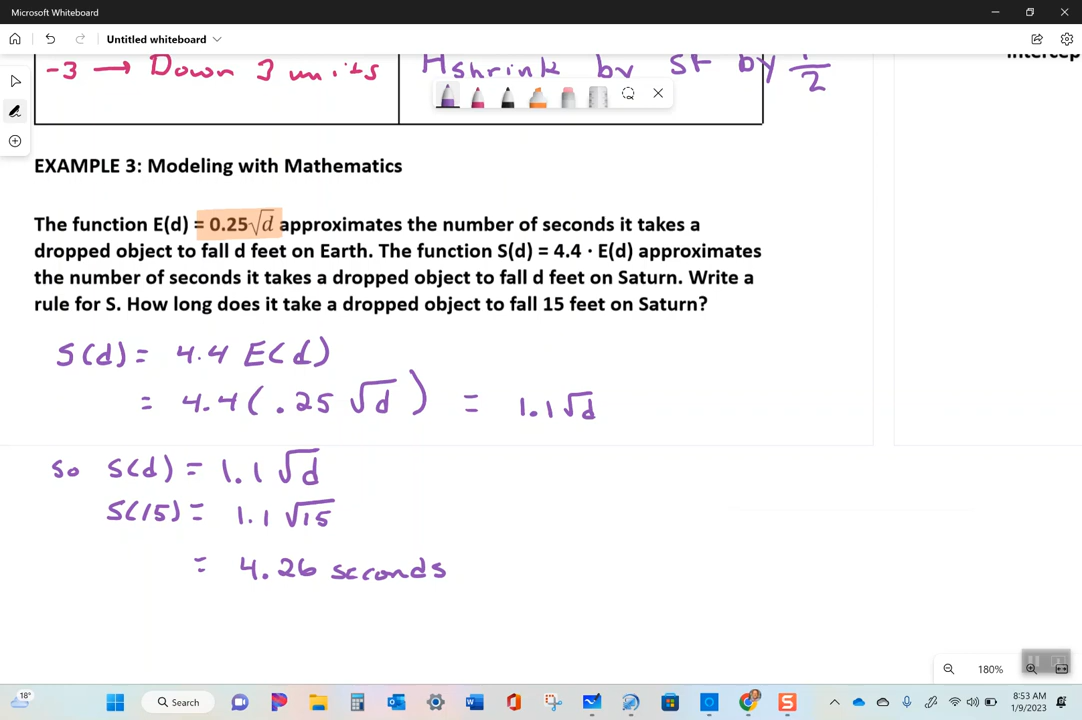 Microsoft Whiteboard
Untitled whiteboard
intercep
-3 → Down 3 units
Hshrink by SF by 1/2
EXAMPLE 3: Modeling with Mathematics
The function E(d) = 0.25√d approximates the number of seconds it takes a
dropped object to fall d feet on Earth. The function S(d) = 4.4 · E(d) approximates
the number of seconds it takes a dropped object to fall d feet on Saturn. Write a
rule for S. How long does it take a dropped object to fall 15 feet on Saturn?
S(d) = 4.4 E(d)
= 4.4(.25 √d) = 1.1√d
so S(d) = 1.1 √d
S(15) = 1.1 √15
= 4.26 seconds
180%
18°
Search
8:53 AM
1/9/2023